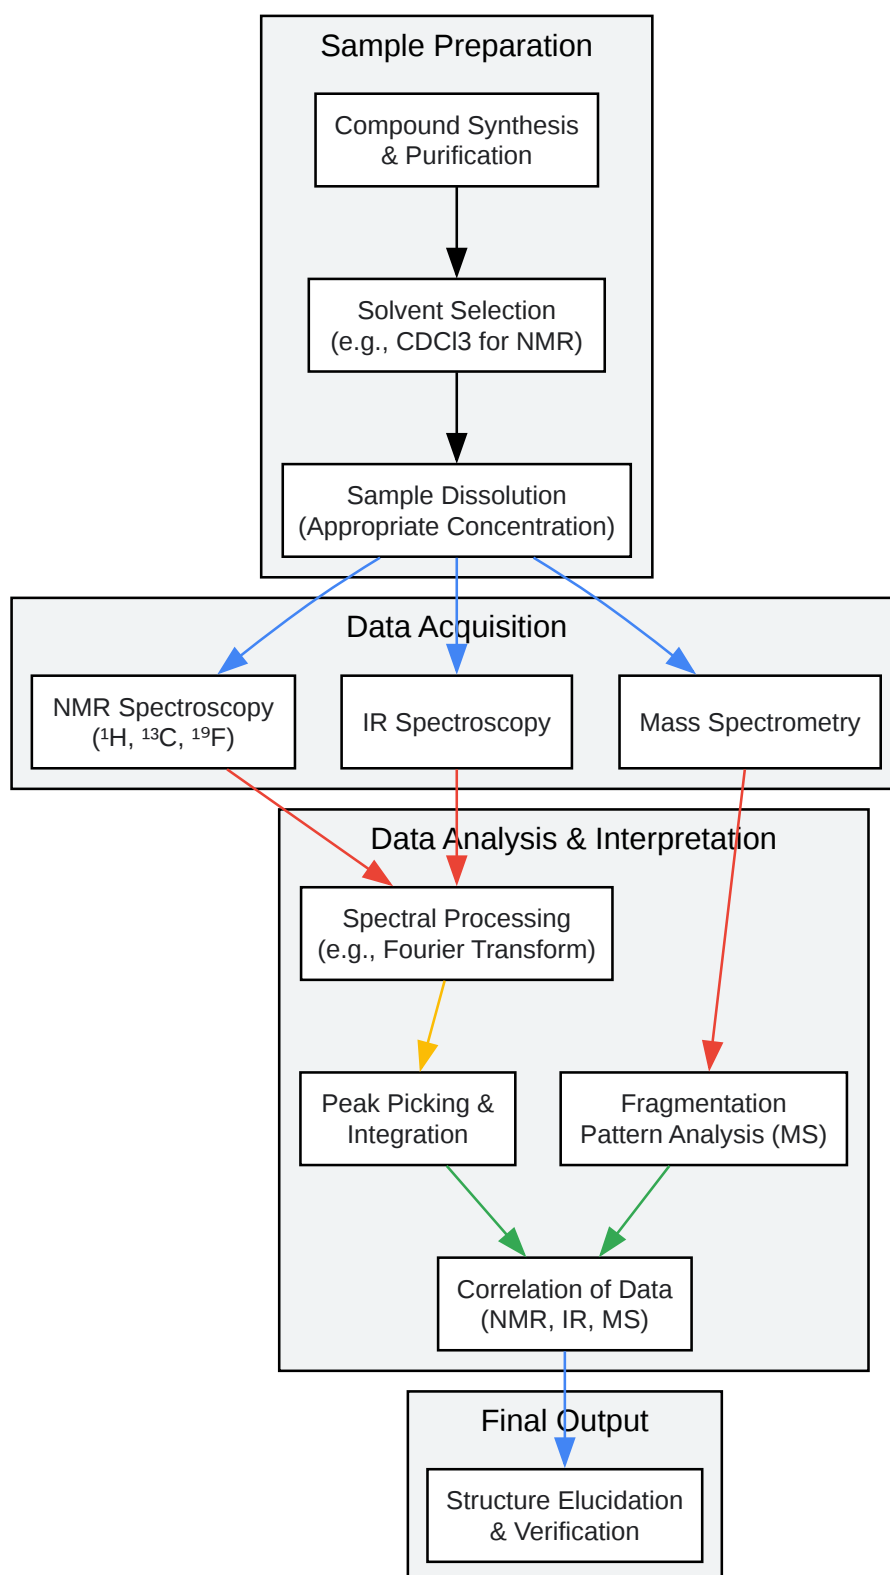 Sample Preparation
Compound Synthesis
& Purification
Solvent Selection
(e.g., CDCl3 for NMR)
Sample Dissolution
(Appropriate Concentration)
Data Acquisition
NMR Spectroscopy
(¹H, ¹³C, ¹⁹F)
IR Spectroscopy
Mass Spectrometry
Data Analysis & Interpretation
Spectral Processing
(e.g., Fourier Transform)
Peak Picking &
Integration
Fragmentation
Pattern Analysis (MS)
Correlation of Data
(NMR, IR, MS)
Final Output
Structure Elucidation
& Verification